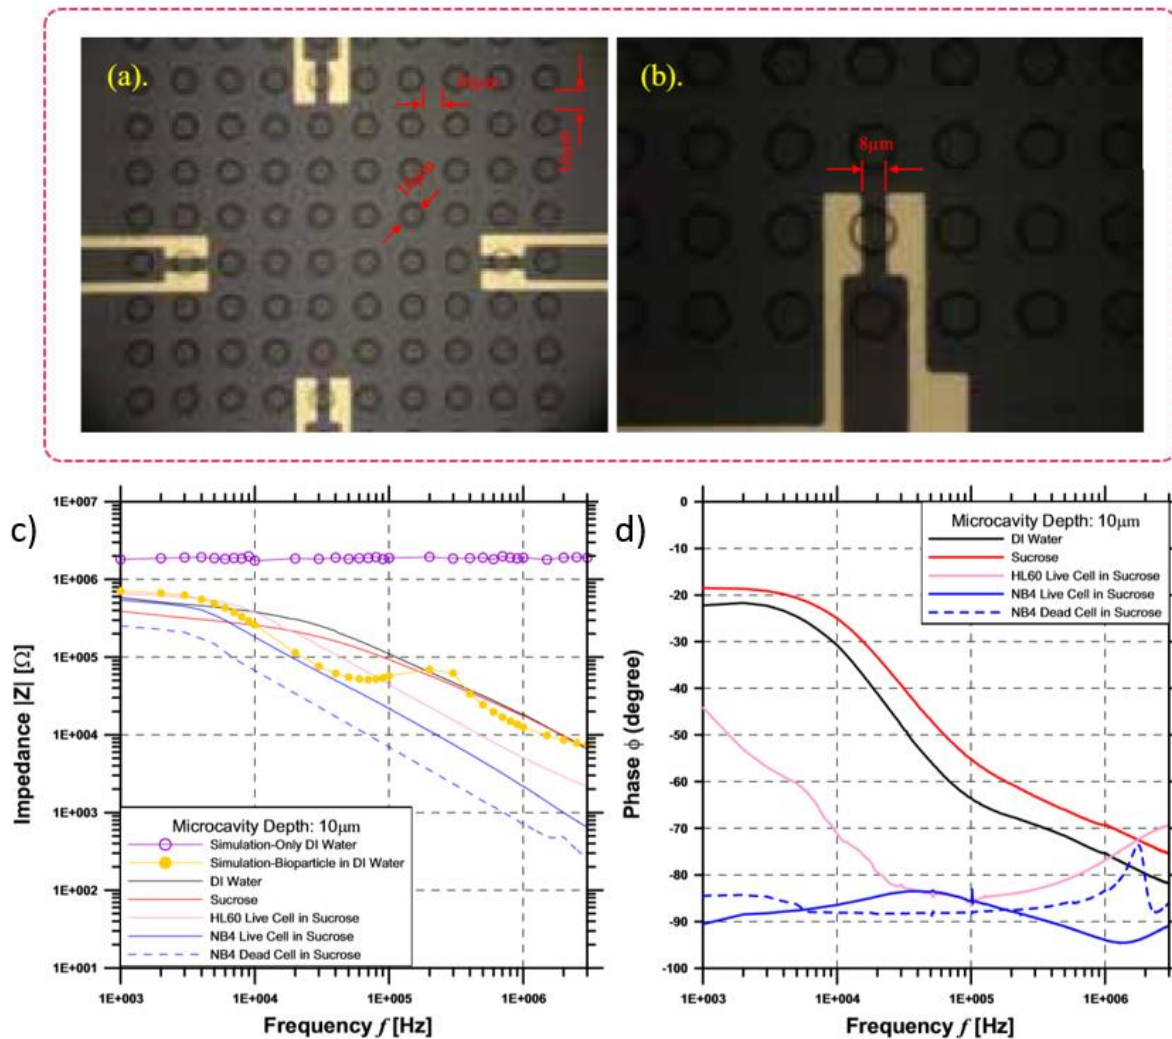 (a).
10μm
10μm
(b).
8μm
c)
1E+007
1E+006
1E+005
1E+004
1E+003
1E+002
1E+001
Impedance |Z| [Ω]
Microcavity Depth: 10μm
Simulation-Only DI Water
Simulation-Bioparticle in DI Water
DI Water
Sucrose
HL60 Live Cell in Sucrose
NB4 Live Cell in Sucrose
NB4 Dead Cell in Sucrose
1E+003
1E+004
1E+005
1E+006
Frequency f [Hz]
d)
0
-10
-20
-30
-40
-50
-60
-70
-80
-90
-100
Phase ϕ (degree)
Microcavity Depth: 10μm
DI Water
Sucrose
HL60 Live Cell in Sucrose
NB4 Live Cell in Sucrose
NB4 Dead Cell in Sucrose
1E+003
1E+004
1E+005
1E+006
Frequency f [Hz]